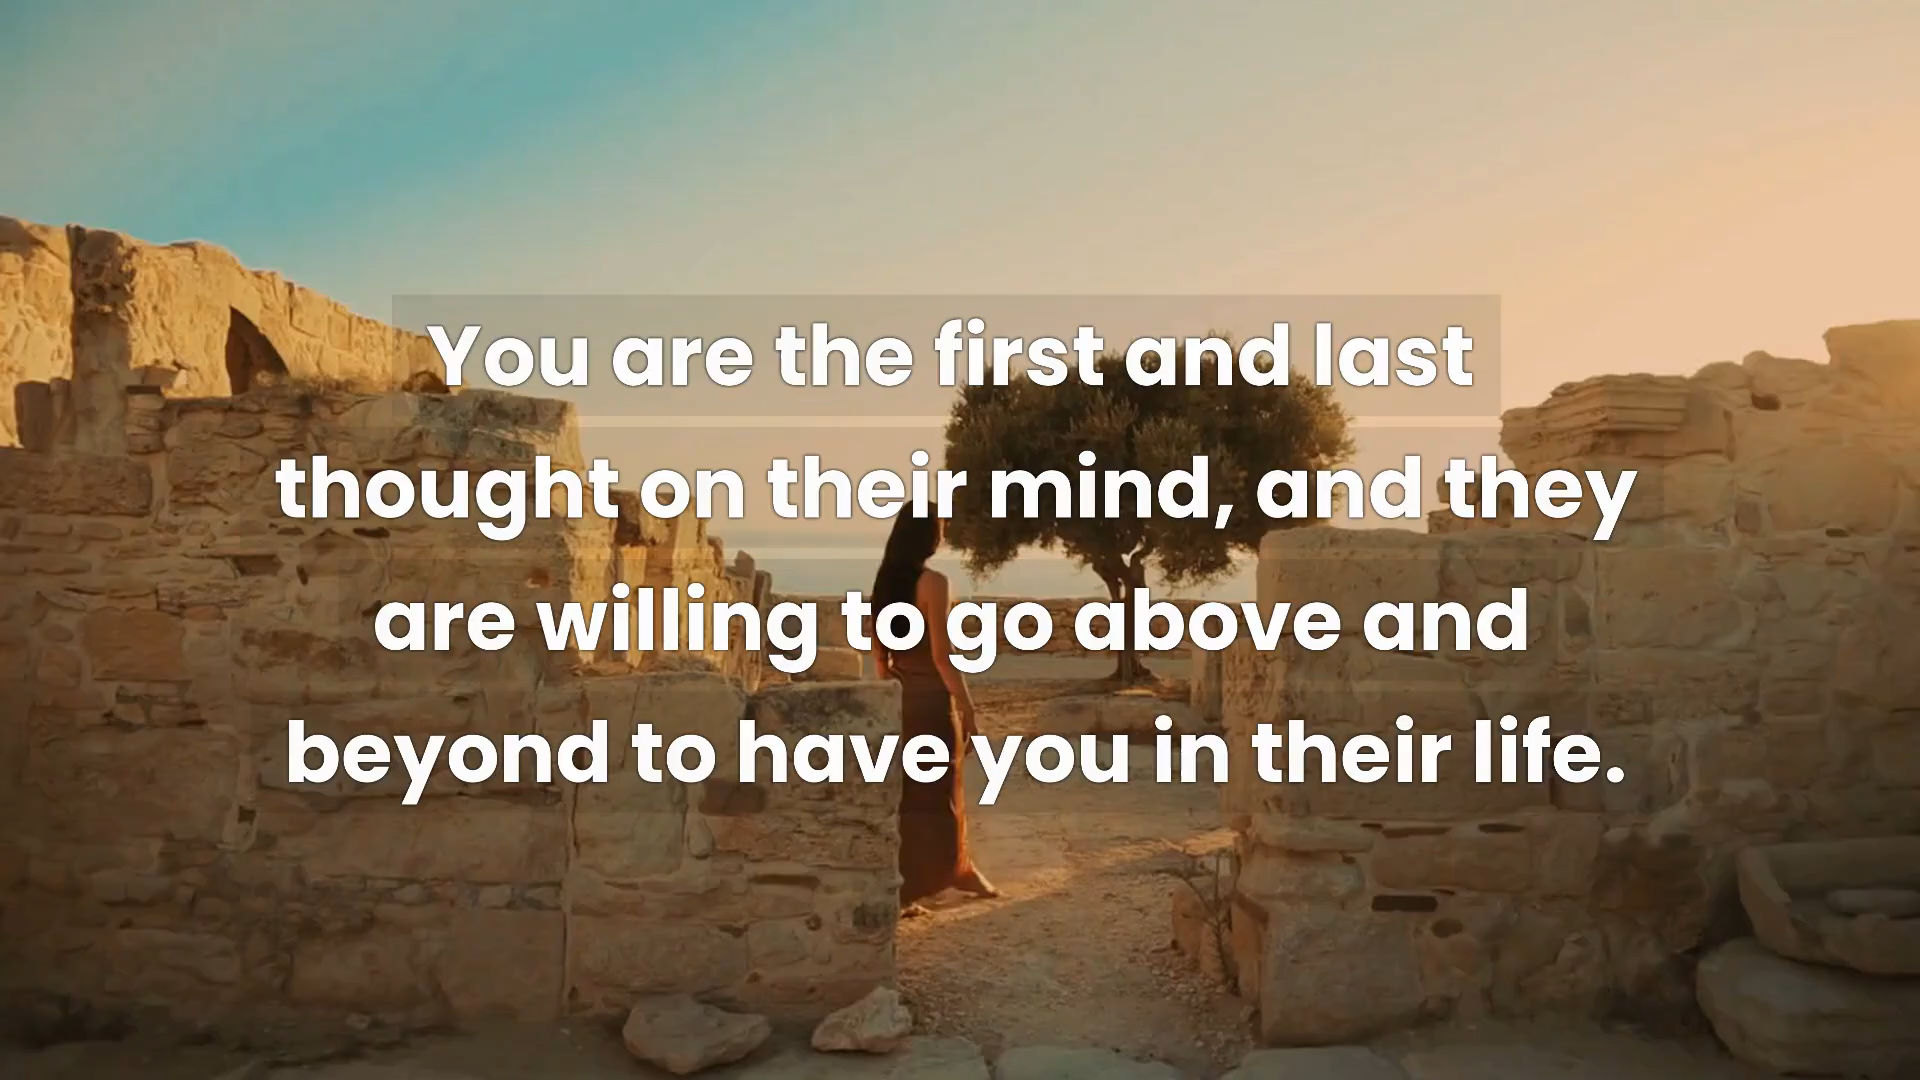 You are the first and last
thought on their mind, and they
are willing to go above and
beyond to have you in their life.